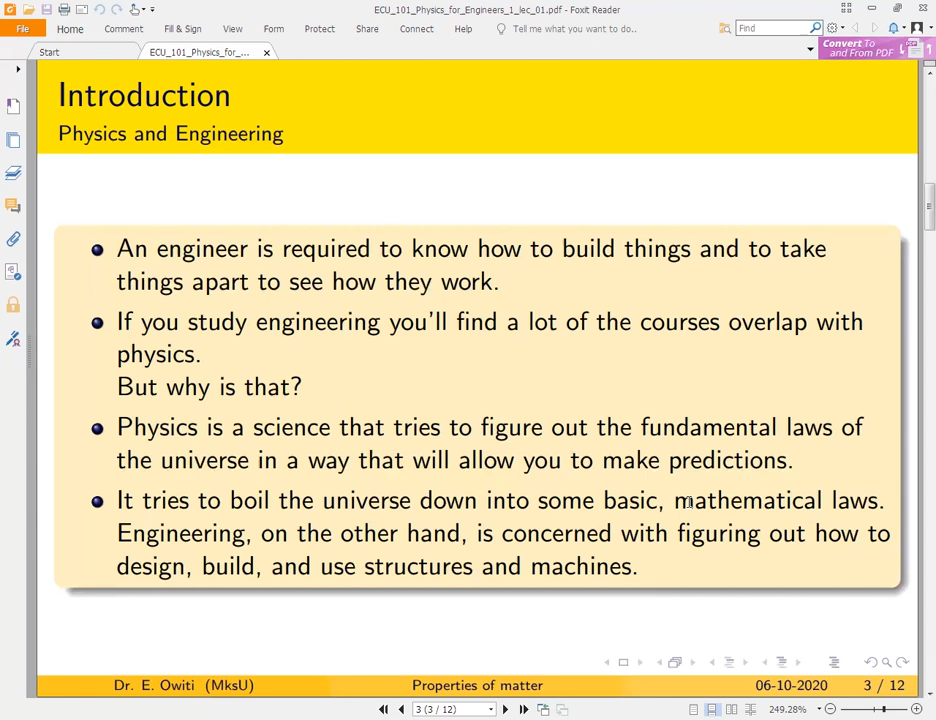 ECU_101_Physics_for_Engineers_1_lec_01.pdf - Foxit Reader
File Home Comment Fill & Sign View Form Protect Share Connect Help Tell me what you want to do.. Find
Start ECU_101_Physics_for_... Convert To
and From PDF
Introduction
Physics and Engineering
An engineer is required to know how to build things and to take
things apart to see how they work.
If you study engineering you'll find a lot of the courses overlap with
physics.
But why is that?
Physics is a science that tries to figure out the fundamental laws of
the universe in a way that will allow you to make predictions.
It tries to boil the universe down into some basic, mathematical laws.
Engineering, on the other hand, is concerned with figuring out how to
design, build, and use structures and machines.
Dr. E. Owiti (MksU) Properties of matter 06-10-2020 3 / 12
3 (3 / 12) 249.28%